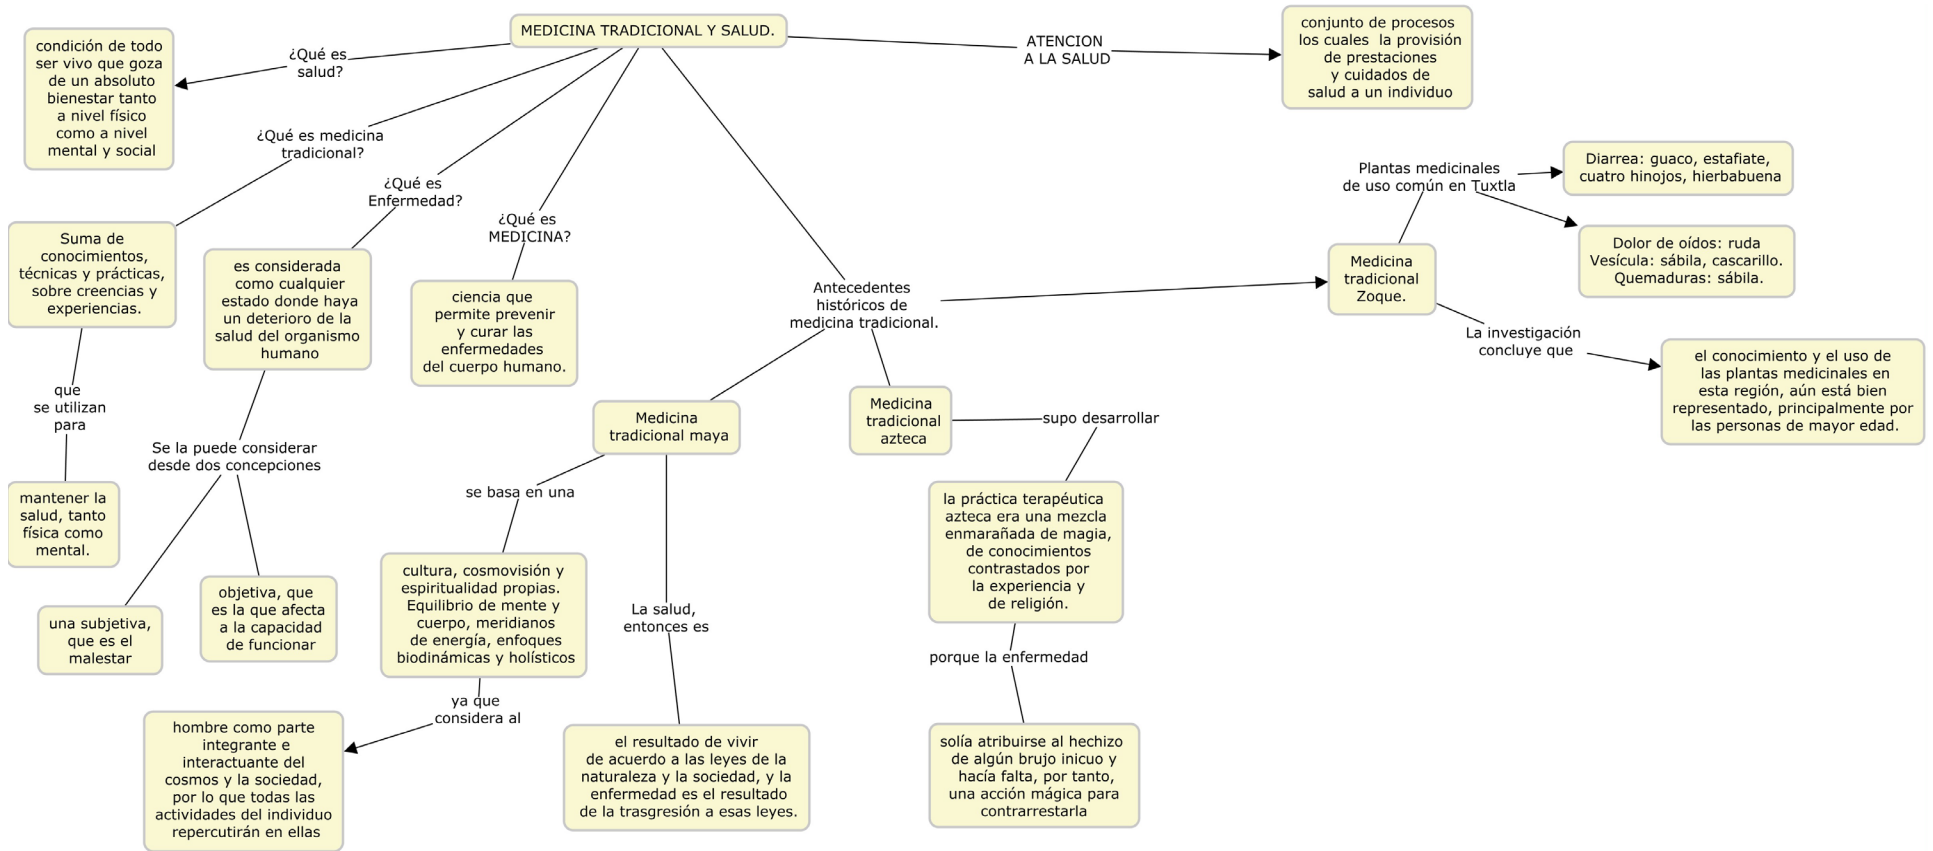 MEDICINA TRADICIONAL Y SALUD.
¿Qué es
salud?
condición de todo
ser vivo que goza
de un absoluto
bienestar tanto
a nivel físico
como a nivel
mental y social
ATENCION
A LA SALUD
conjunto de procesos
los cuales la provisión
de prestaciones
y cuidados de
salud a un individuo
¿Qué es medicina
tradicional?
Suma de
conocimientos,
técnicas y prácticas,
sobre creencias y
experiencias.
que
se utilizan
para
mantener la
salud, tanto
física como
mental.
¿Qué es
Enfermedad?
es considerada
como cualquier
estado donde haya
un deterioro de la
salud del organismo
humano
Se la puede considerar
desde dos concepciones
una subjetiva,
que es el
malestar
objetiva, que
es la que afecta
a la capacidad
de funcionar
¿Qué es
MEDICINA?
ciencia que
permite prevenir
y curar las
enfermedades
del cuerpo humano.
Antecedentes
históricos de
medicina tradicional.
Medicina
tradicional maya
se basa en una
cultura, cosmovisión y
espiritualidad propias.
Equilibrio de mente y
cuerpo, meridianos
de energía, enfoques
biodinámicas y holísticos
ya que
considera al
hombre como parte
integrante e
interactuante del
cosmos y la sociedad,
por lo que todas las
actividades del individuo
repercutirán en ellas
La salud,
entonces es
el resultado de vivir
de acuerdo a las leyes de la
naturaleza y la sociedad, y la
enfermedad es el resultado
de la trasgresión a esas leyes.
Medicina
tradicional
azteca
supo desarrollar
la práctica terapéutica
azteca era una mezcla
enmarañada de magia,
de conocimientos
contrastados por
la experiencia y
de religión.
porque la enfermedad
solía atribuirse al hechizo
de algún brujo inicuo y
hacía falta, por tanto,
una acción mágica para
contrarrestarla
Medicina
tradicional
Zoque.
Plantas medicinales
de uso común en Tuxtla
Diarrea: guaco, estafiate,
cuatro hinojos, hierbabuena
Dolor de oídos: ruda
Vesícula: sábila, cascarillo.
Quemaduras: sábila.
La investigación
concluye que
el conocimiento y el uso de
las plantas medicinales en
esta región, aún está bien
representado, principalmente por
las personas de mayor edad.